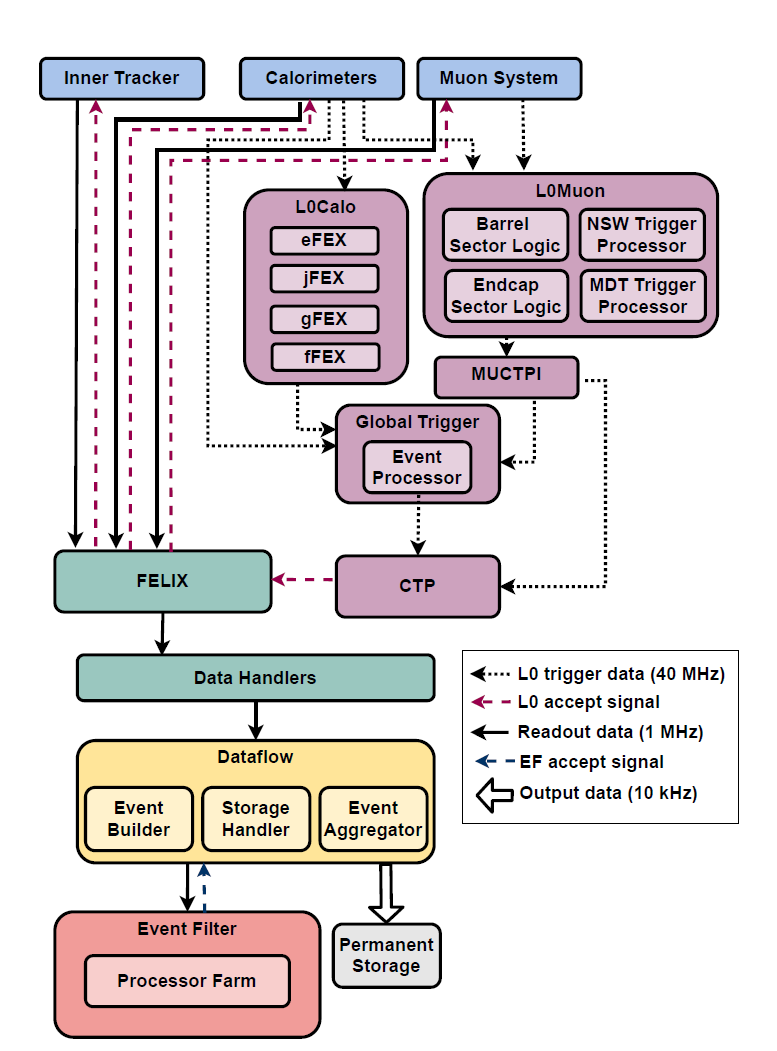 Inner Tracker
Calorimeters
Muon System
L0Calo
eFEX
jFEX
gFEX
fFEX
L0Muon
Barrel
Sector Logic
NSW Trigger
Processor
Endcap
Sector Logic
MDT Trigger
Processor
MUCTPI
Global Trigger
Event
Processor
FELIX
CTP
Data Handlers
L0 trigger data (40 MHz)
L0 accept signal
Readout data (1 MHz)
EF accept signal
Output data (10 kHz)
Dataflow
Event
Builder
Storage
Handler
Event
Aggregator
Event Filter
Processor Farm
Permanent
Storage